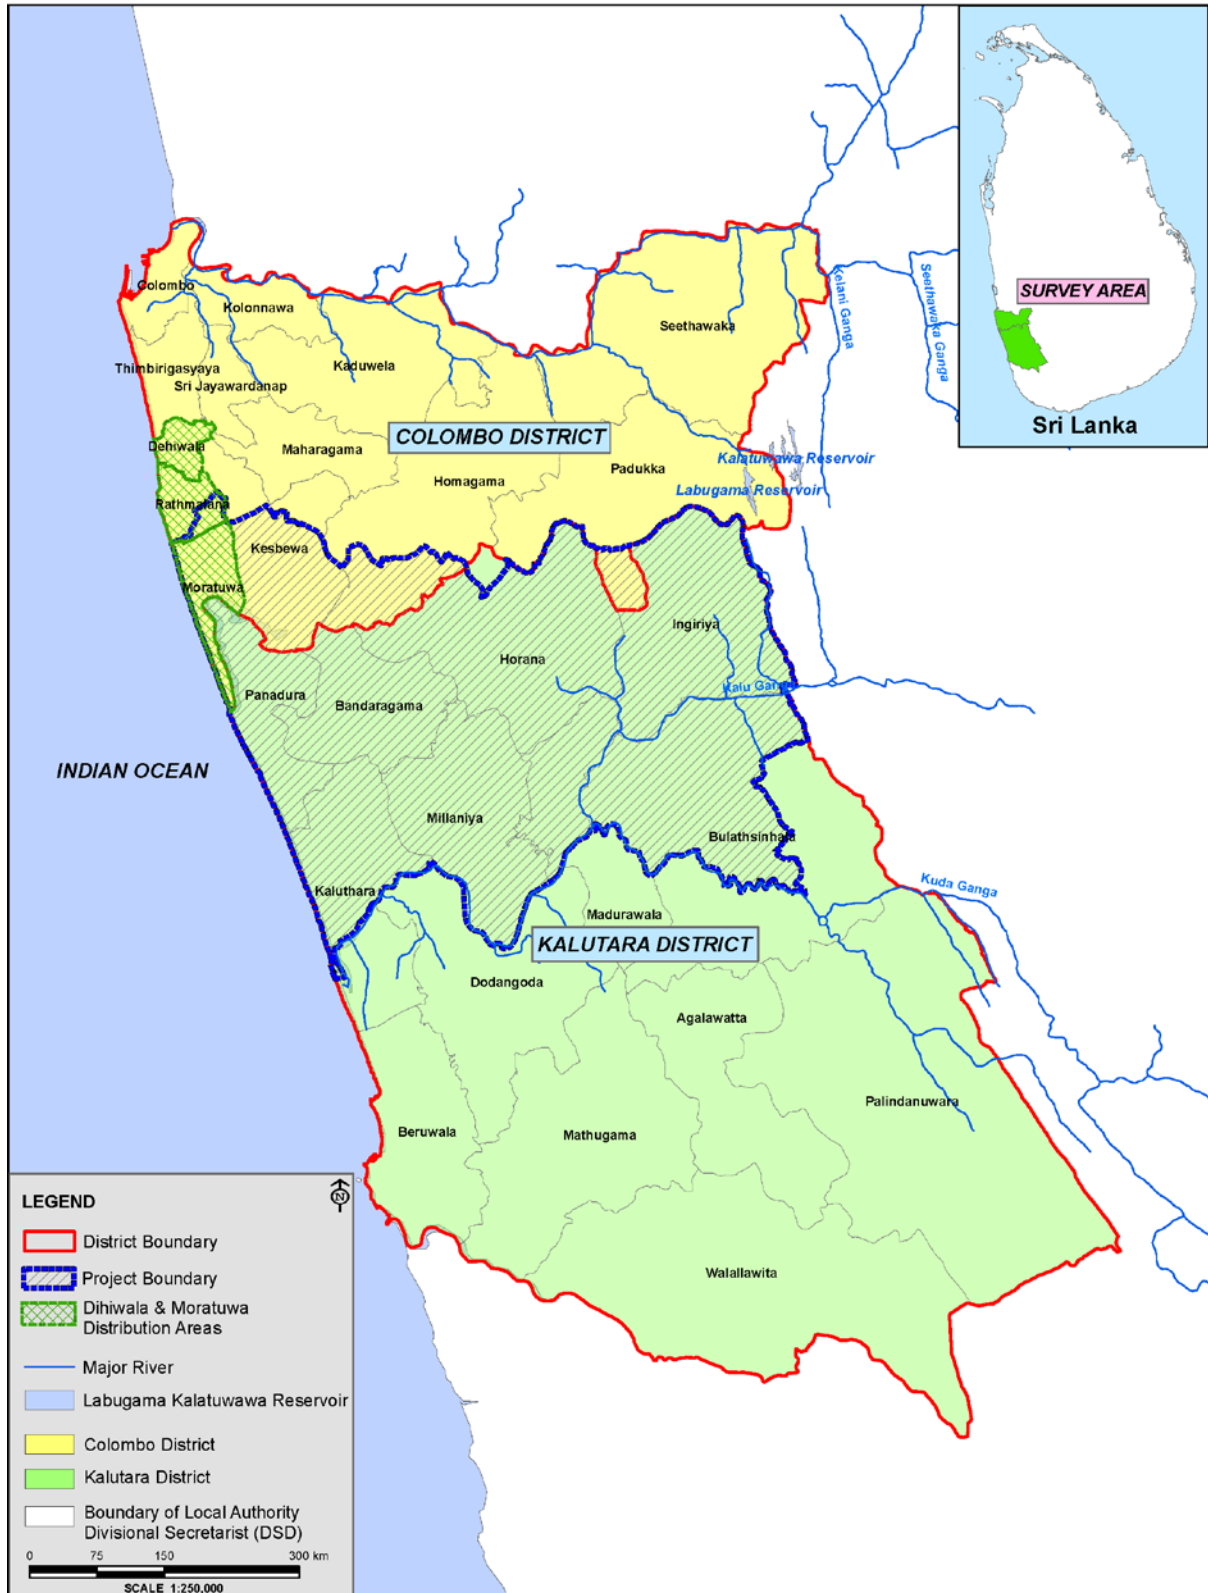 SURVEY AREA
Sri Lanka
Colombo
Kolonnawa
Seethawaka
Kelani Ganga
Seethawaka Ganga
Thimbirigasyaya
Kaduwela
Sri Jayawardanap
COLOMBO DISTRICT
Dehiwala
Maharagama
Kalatuwawa Reservoir
Padukka
Homagama
Labugama Reservoir
Rathmalana
Kesbewa
Moratuwa
Ingiriya
Horana
Kalu Ganga
Panadura
Bandaragama
INDIAN OCEAN
Millaniya
Bulathsinhala
Kaluthara
Kuda Ganga
Madurawala
KALUTARA DISTRICT
Dodangoda
Agalawatta
Palindanuwara
Beruwala
Mathugama
Walallawita
LEGEND
N
District Boundary
Project Boundary
Dihiwala & Moratuwa
Distribution Areas
Major River
Labugama Kalatuwawa Reservoir
Colombo District
Kalutara District
Boundary of Local Authority
Divisional Secretarist (DSD)
0 75 150 300 km
SCALE 1:250,000